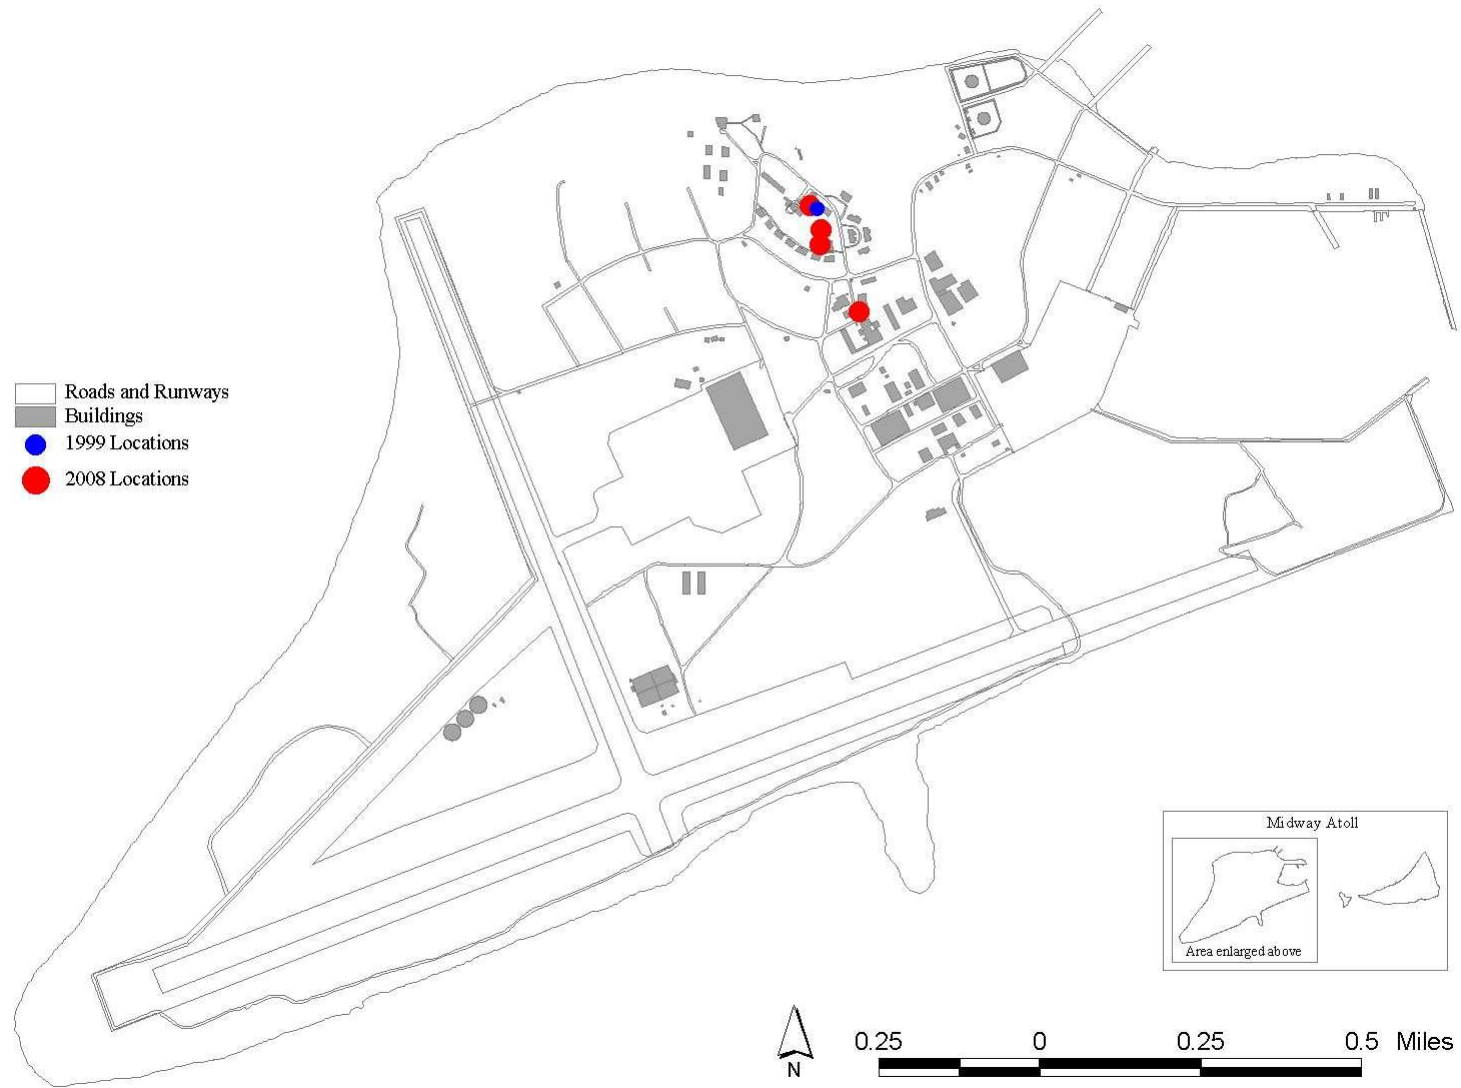 Roads and Runways
Buildings
1999 Locations
2008 Locations
Midway Atoll
Area enlarged above
N
0.25 0 0.25 0.5 Miles